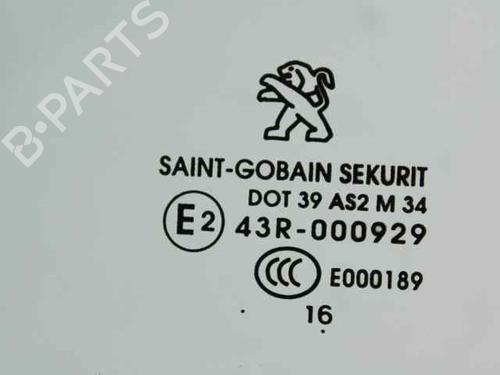 B-PARTS
SAINT-GOBAIN SEKURIT
DOT 39 AS2 M 34
E2 43R-000929
CCC E000189
16